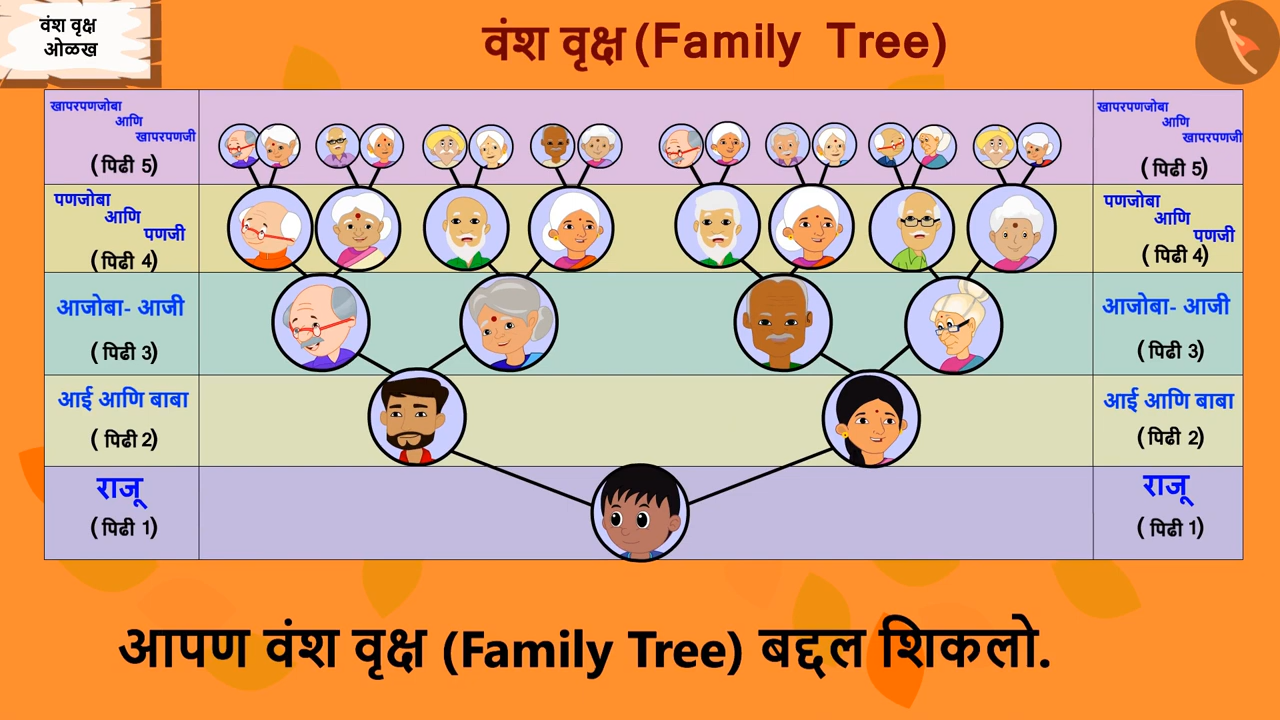 वंश वृक्ष
ओळख
वंश वृक्ष (Family Tree)
खापरपणजोबा
आणि
खापरपणजी
(पिढी 5)
खापरपणजोबा
आणि
खापरपणजी
(पिढी 5)
पणजोबा
आणि
पणजी
(पिढी 4)
पणजोबा
आणि
पणजी
(पिढी 4)
आजोबा- आजी
(पिढी 3)
आजोबा- आजी
(पिढी 3)
आई आणि बाबा
(पिढी 2)
आई आणि बाबा
(पिढी 2)
राजू
(पिढी 1)
राजू
(पिढी 1)
आपण वंश वृक्ष (Family Tree) बद्दल शिकलो.